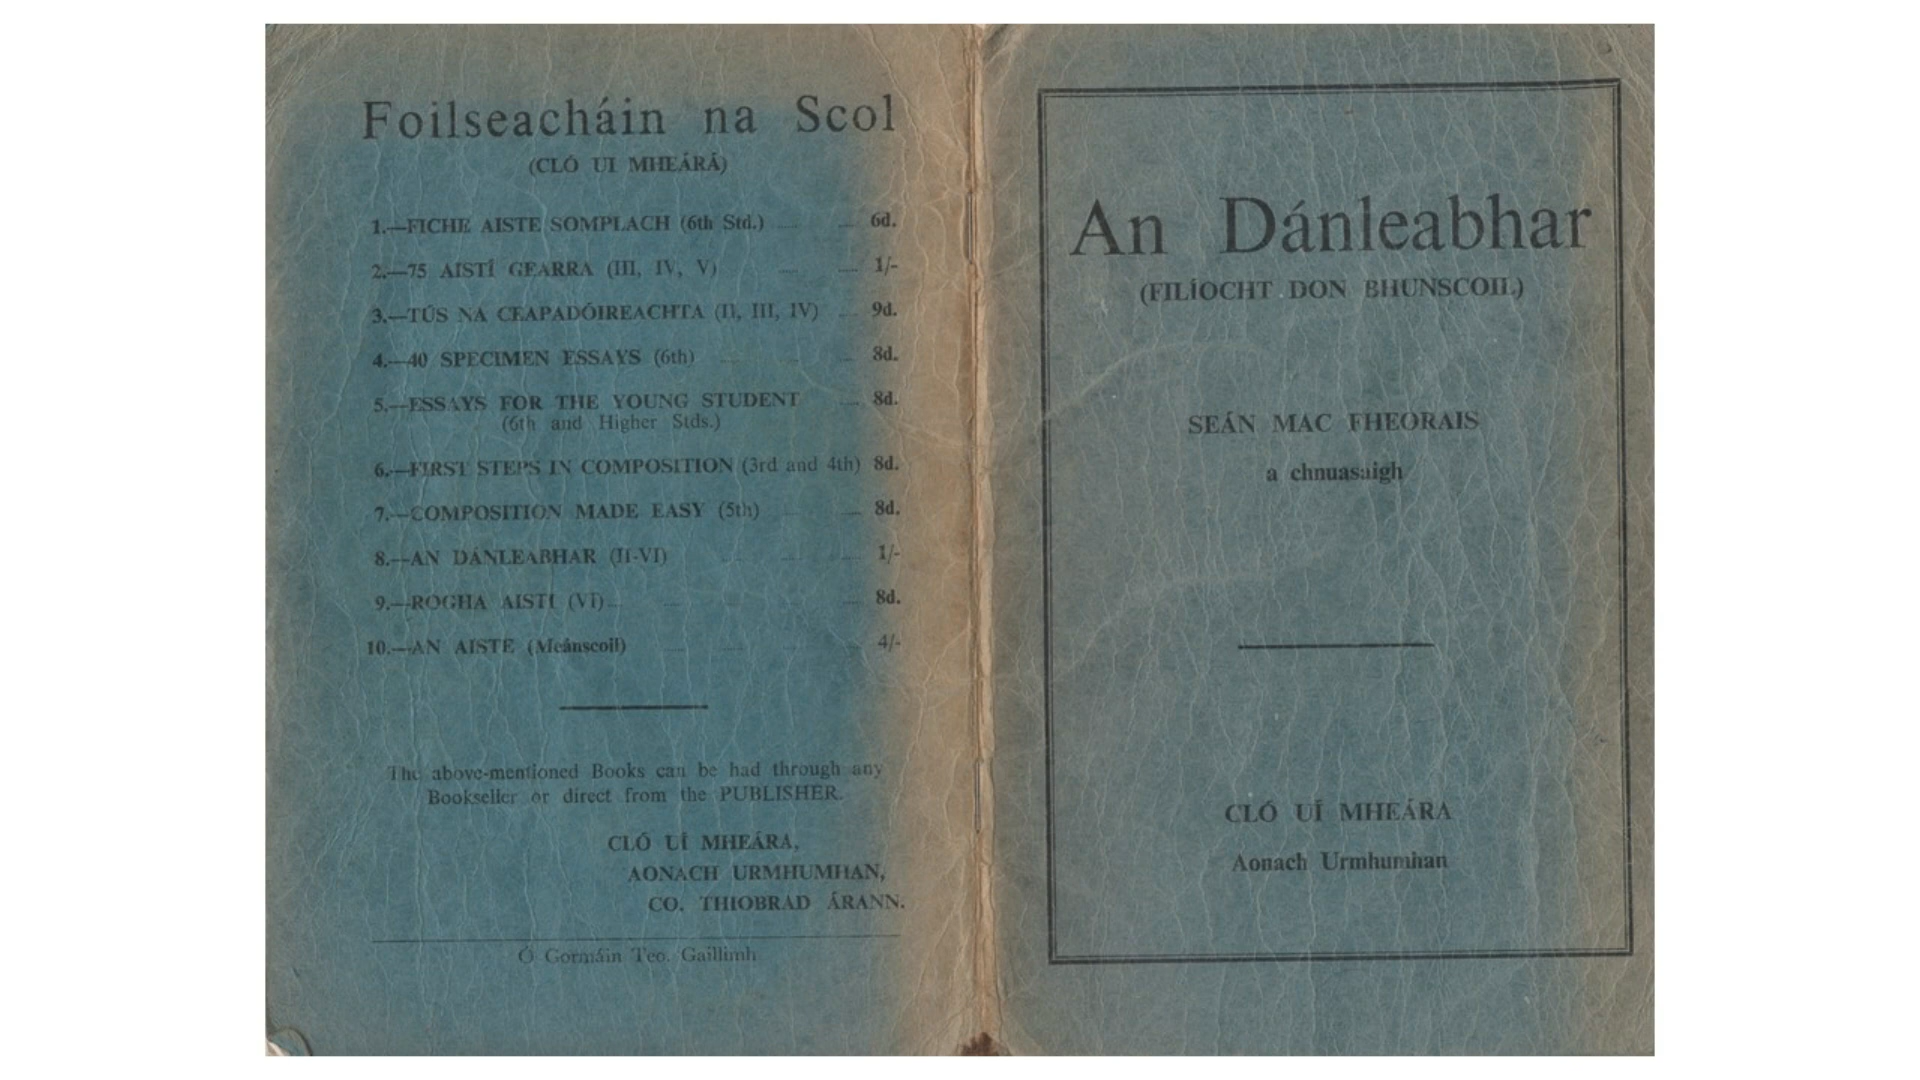 Foilseacháin na Scol
(CLÓ UI MHEÁRÁ)
1.—FICHE AISTE SOMPLACH (6th Std.) .... .... 6d.
2.—75 AISTÍ GEARRA (III, IV, V) .... .... 1/-
3.—TÚS NA CEAPADÓIREACHTA (II, III, IV) .... 9d.
4.—40 SPECIMEN ESSAYS (6th) .... .... .... 8d.
5.—ESSAYS FOR THE YOUNG STUDENT .... 8d.
(6th and Higher Stds.)
6.—FIRST STEPS IN COMPOSITION (3rd and 4th) 8d.
7.—COMPOSITION MADE EASY (5th) .... .... 8d.
8.—AN DÁNLEABHAR (II-VI) .... .... .... 1/-
9.—ROGHA AISTÍ (VI) .... .... .... .... 8d.
10.—AN AISTE (Meánscoil) .... .... .... .... 4/-
The above-mentioned Books can be had through any
Bookseller or direct from the PUBLISHER.
CLÓ UÍ MHEÁRA,
AONACH URMHUMHAN,
CO. THIOBRAD ÁRANN.
Ó Gormáin Teo. Gaillimh
An Dánleabhar
(FILÍOCHT DON BHUNSCOIL)
SEÁN MAC FHEORAIS
a chnuasaigh
CLÓ UÍ MHEÁRA
Aonach Urmhumhan